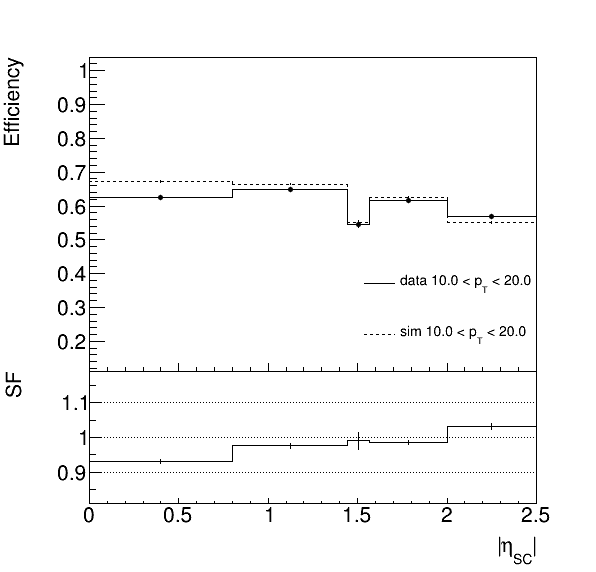 Efficiency
1
0.9
0.8
0.7
0.6
0.5
0.4
0.3
0.2
data 10.0 < p_T < 20.0
sim 10.0 < p_T < 20.0
SF
1.1
1
0.9
0 0.5 1 1.5 2 2.5
|η_SC|